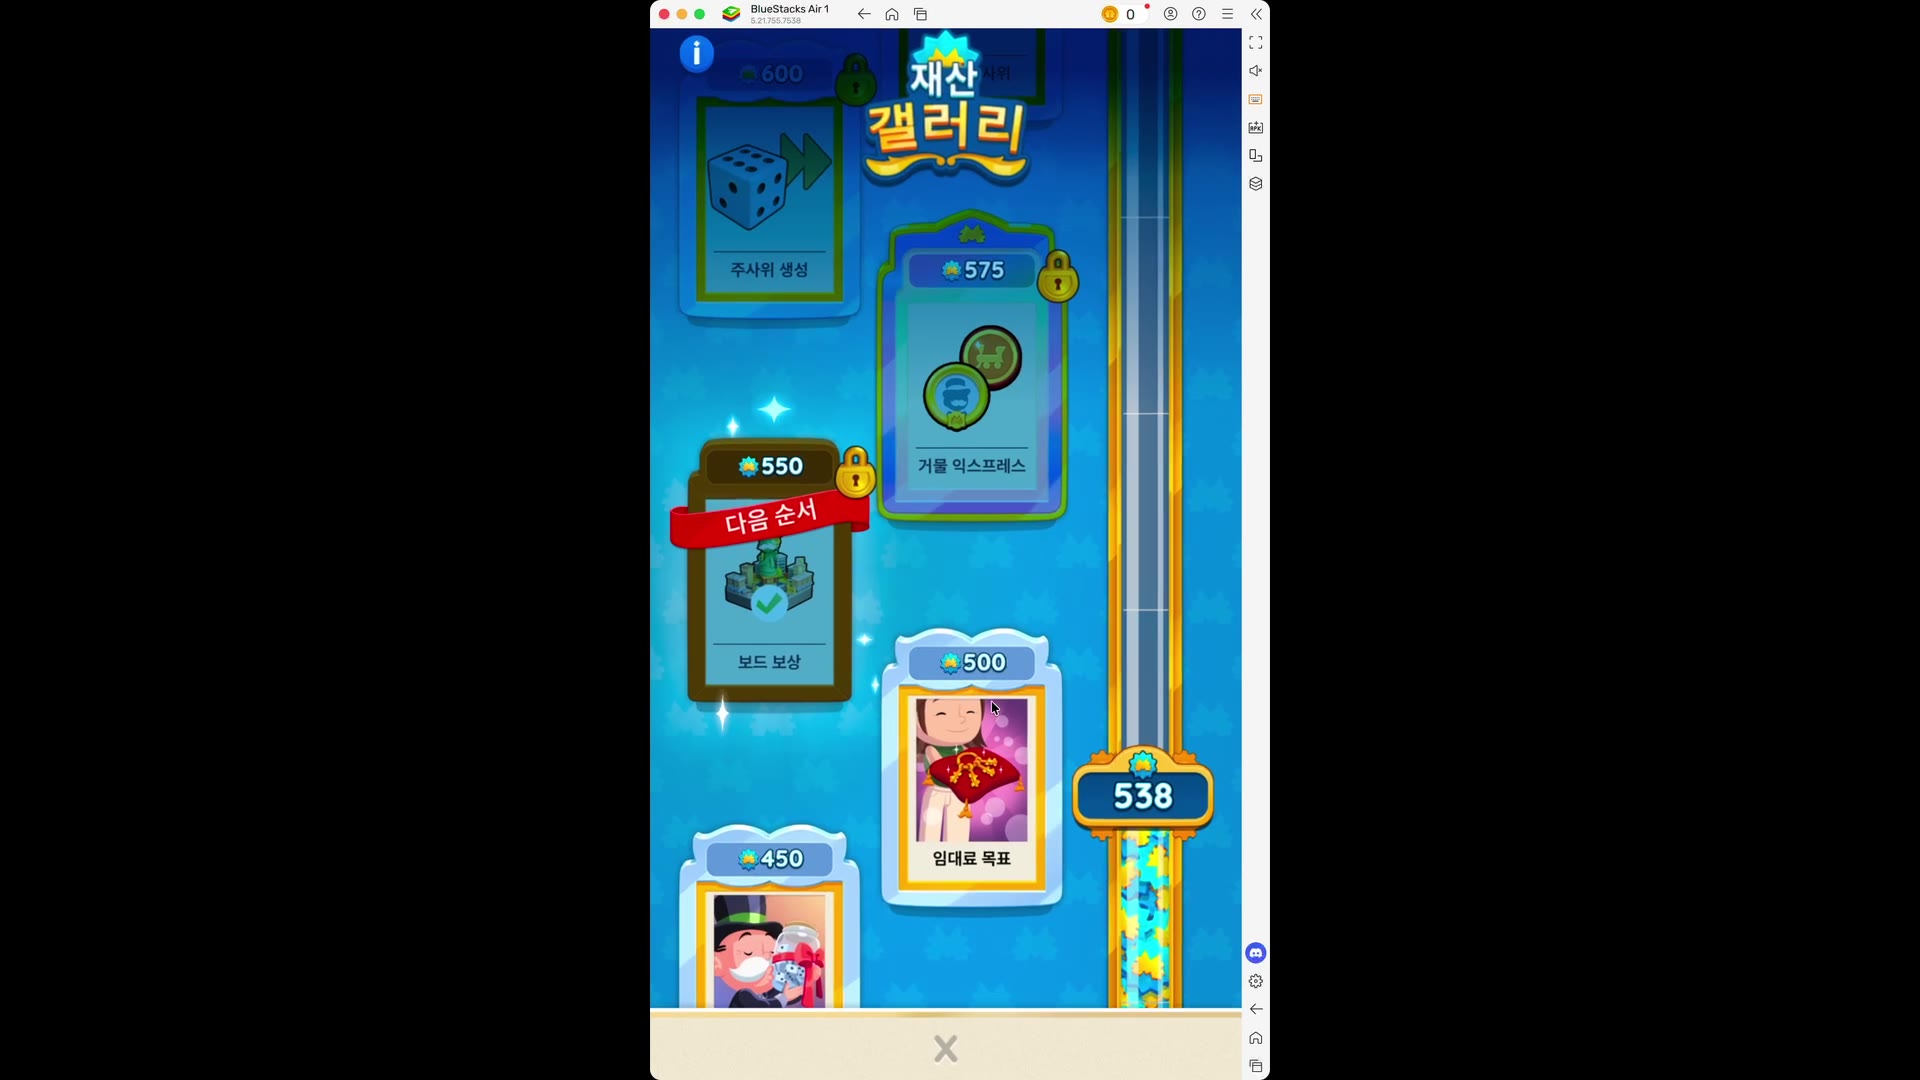 BlueStacks Air 1
5.21.755.7538
0
600
사위
재산
갤러리
주사위 생성
575
거물 익스프레스
550
다음 순서
보드 보상
500
임대료 목표
538
450